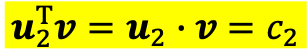 𝒖₂ᵀ𝒗 = 𝒖₂ ⋅ 𝒗 = 𝑐₂